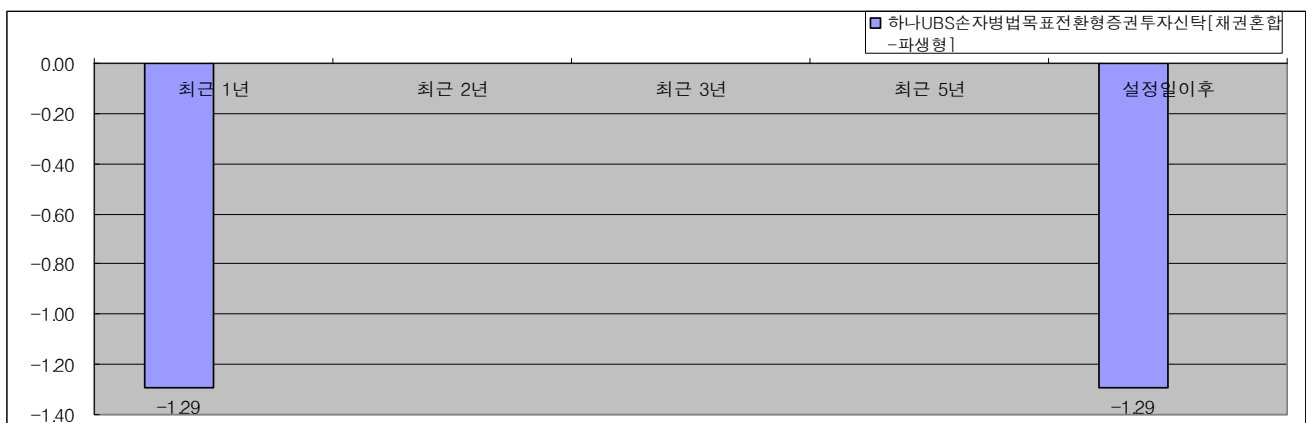 하나UBS손자병법목표전환형증권투자신탁[채권혼합
-파생형]
0.00
최근 1년
최근 2년
최근 3년
최근 5년
설정일이후
-0.20
-0.40
-0.60
-0.80
-1.00
-1.20
-1.40
-1.29
-1.29